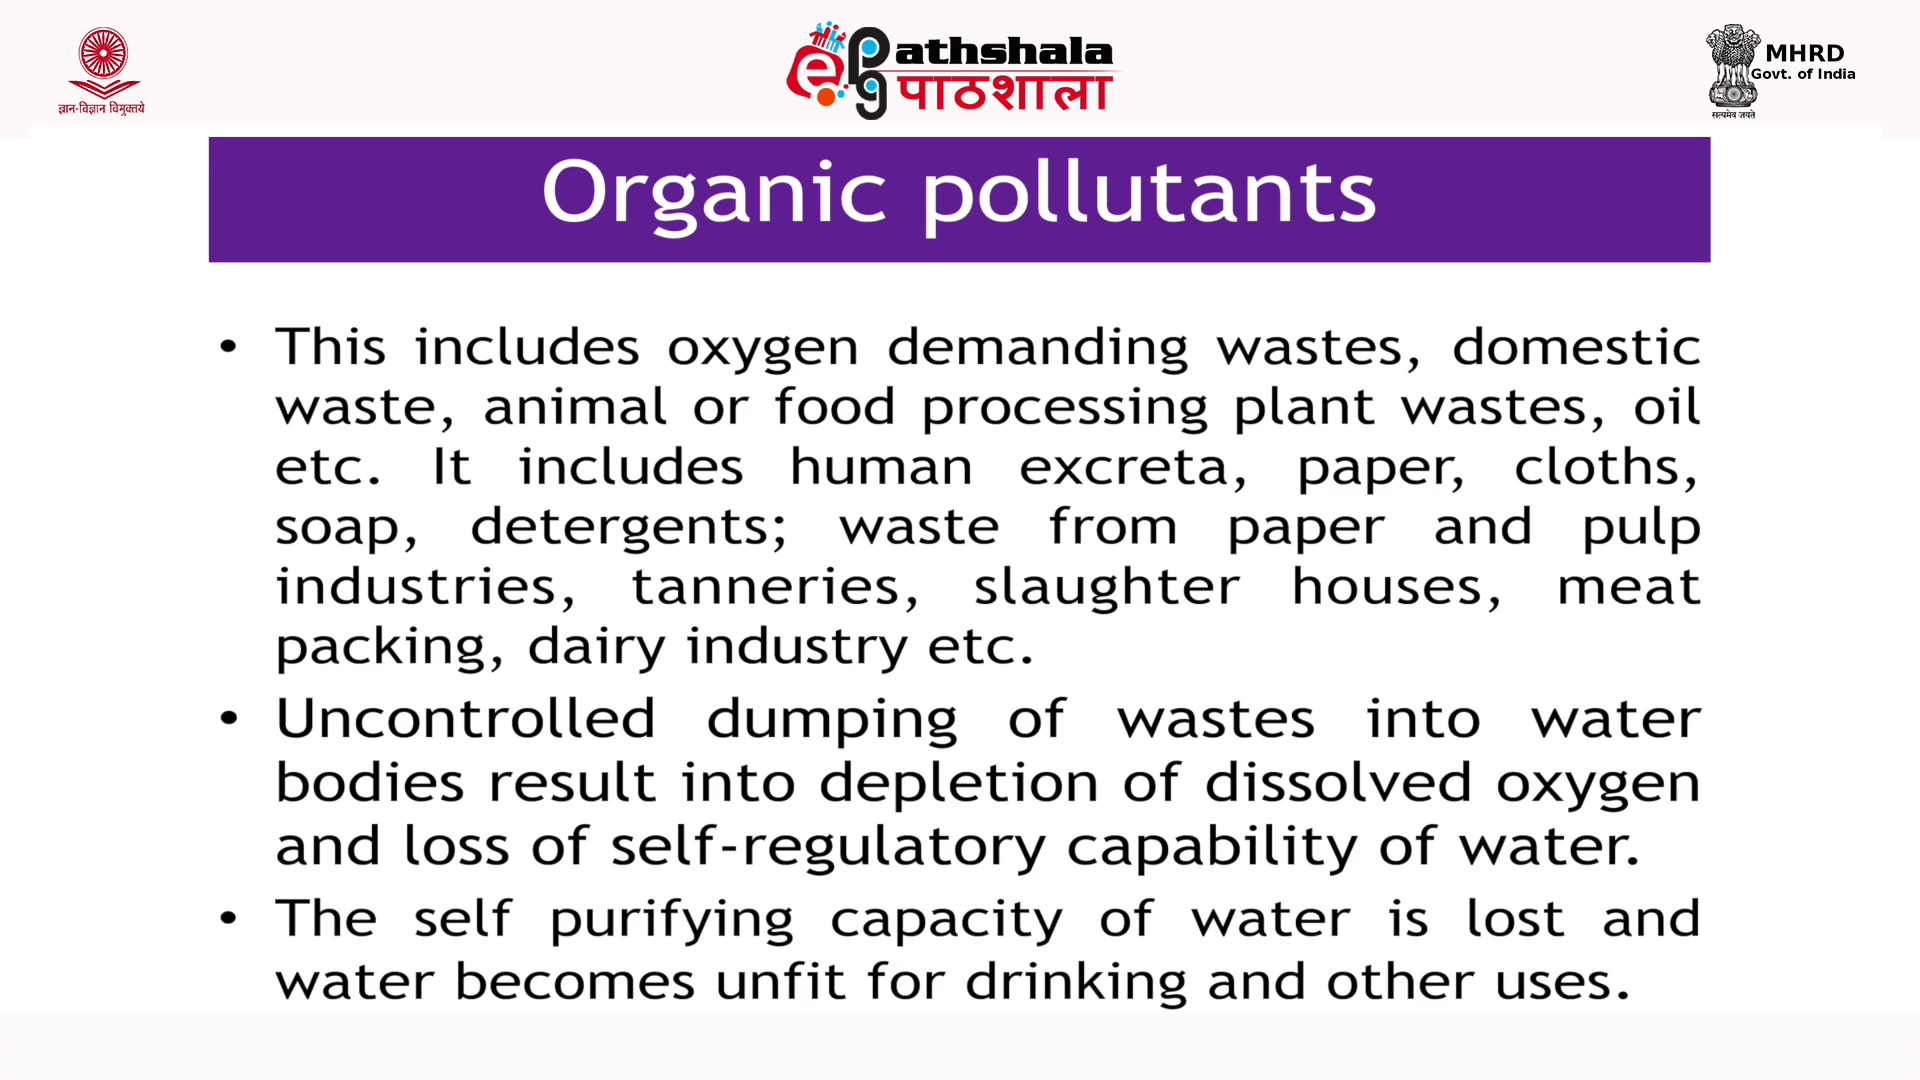 ज्ञान-विज्ञान विमुक्तये
ePathshala
पाठशाला
MHRD
Govt. of India
सत्यमेव जयते
Organic pollutants
• This includes oxygen demanding wastes, domestic
waste, animal or food processing plant wastes, oil
etc. It includes human excreta, paper, cloths,
soap, detergents; waste from paper and pulp
industries, tanneries, slaughter houses, meat
packing, dairy industry etc.
• Uncontrolled dumping of wastes into water
bodies result into depletion of dissolved oxygen
and loss of self-regulatory capability of water.
• The self purifying capacity of water is lost and
water becomes unfit for drinking and other uses.